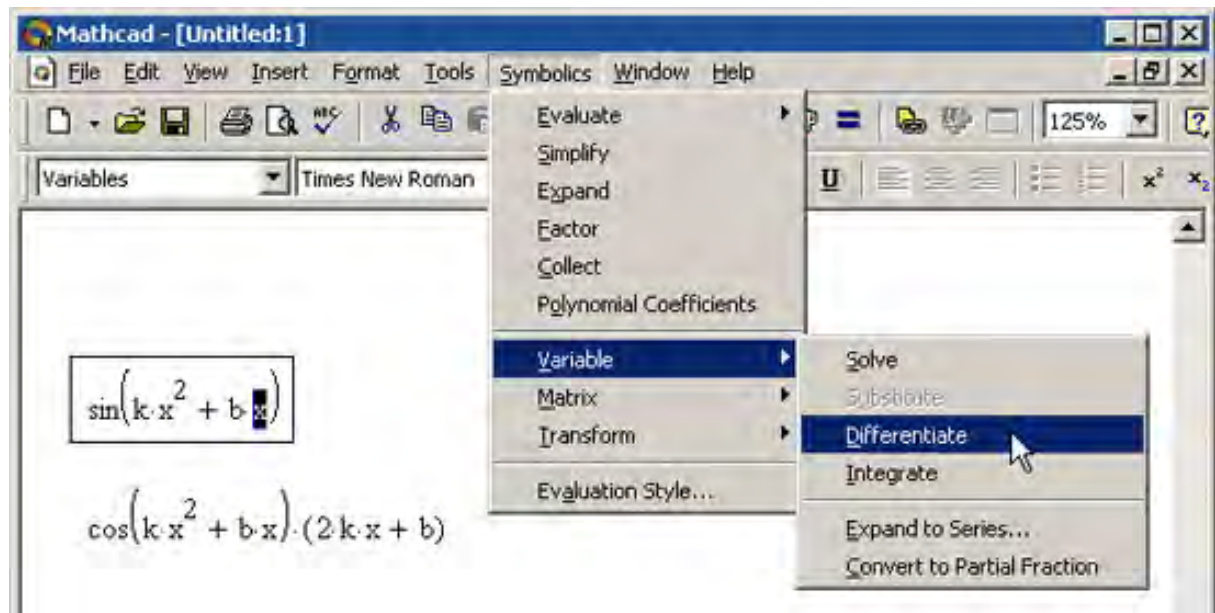 Mathcad - [Untitled:1]
File Edit View Insert Format Tools Symbolics Window Help
125%
Variables Times New Roman U x² x₂
Evaluate
Simplify
Expand
Factor
Collect
Polynomial Coefficients
Variable
Matrix
Transform
Evaluation Style...
Solve
Substitute
Differentiate
Integrate
Expand to Series...
Convert to Partial Fraction
sin(k·x² + b·x)
cos(k·x² + b·x)·(2·k·x + b)